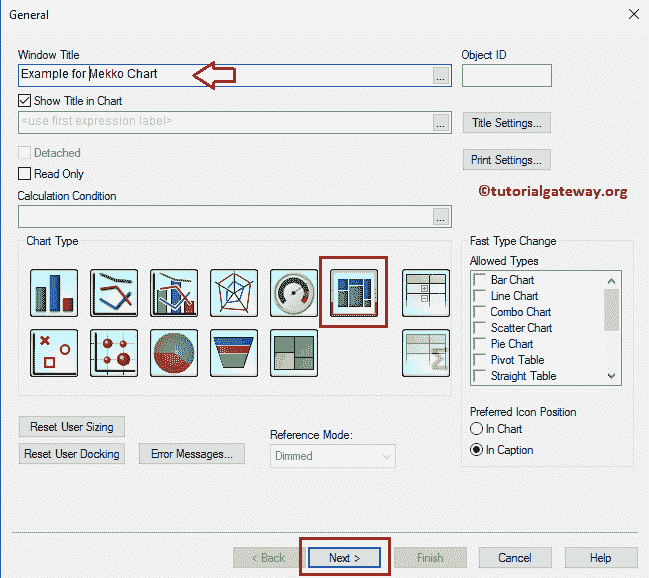 General
Window Title
Object ID
Example for Mekko Chart
...
Show Title in Chart
<use first expression label>
...
Title Settings...
Detached
Print Settings...
Read Only
Calculation Condition
©tutorialgateway.org
...
Chart Type
Fast Type Change
Allowed Types
Bar Chart
Line Chart
Combo Chart
Scatter Chart
Pie Chart
Pivot Table
Straight Table
Preferred Icon Position
In Chart
In Caption
Reset User Sizing
Reset User Docking
Error Messages...
Reference Mode:
Dimmed
< Back
Next >
Finish
Cancel
Help